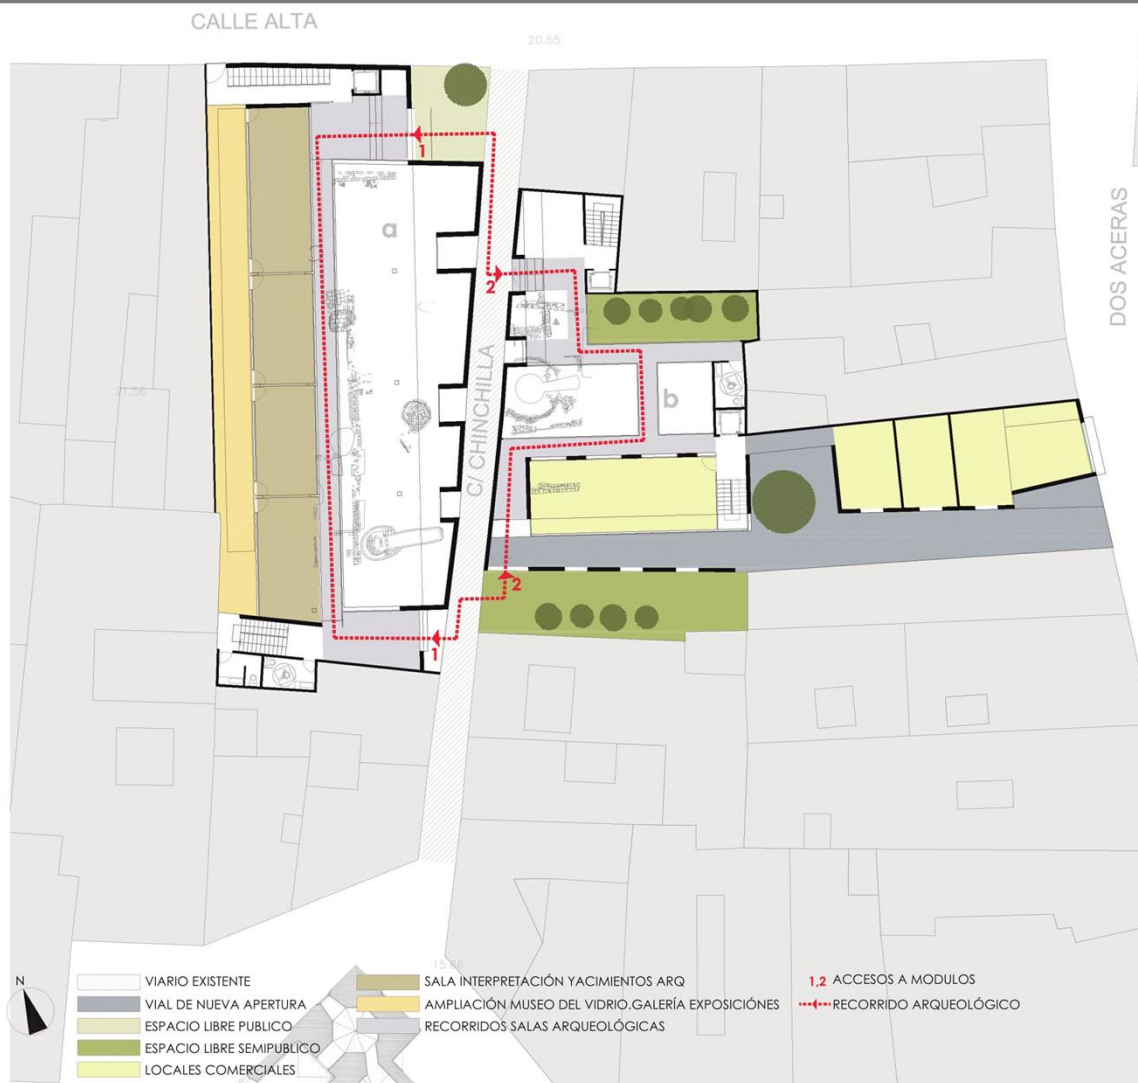 CALLE ALTA
20.55
DOS ACERAS
1
a
2
C/ CHINCHILLA
b
21.56
2
1
15.66
N
VIARIO EXISTENTE
VIAL DE NUEVA APERTURA
ESPACIO LIBRE PUBLICO
ESPACIO LIBRE SEMIPUBLICO
LOCALES COMERCIALES
SALA INTERPRETACIÓN YACIMIENTOS ARQ
AMPLIACIÓN MUSEO DEL VIDRIO.GALERÍA EXPOSICIÓNES
RECORRIDOS SALAS ARQUEOLÓGICAS
1,2 ACCESOS A MODULOS
RECORRIDO ARQUEOLÓGICO